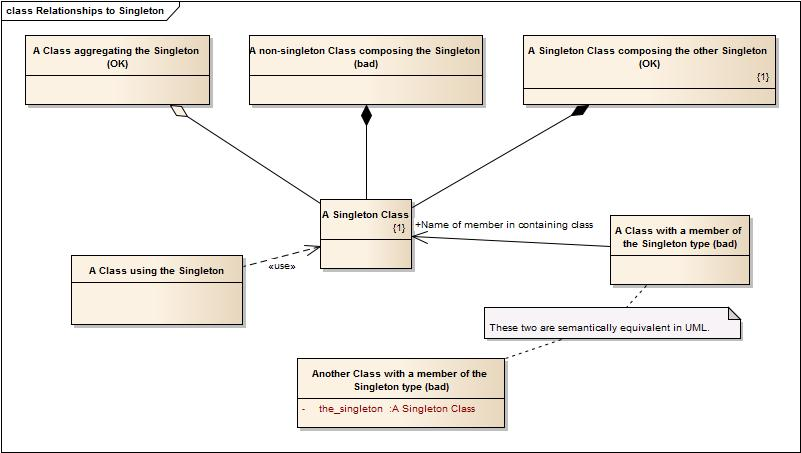 class Relationships to Singleton
A Class aggregating the Singleton
(OK)
A non-singleton Class composing the Singleton
(bad)
A Singleton Class composing the other Singleton
(OK)
{1}
A Singleton Class
{1}
+Name of member in containing class
A Class with a member of
the Singleton type (bad)
A Class using the Singleton
«use»
These two are semantically equivalent in UML.
Another Class with a member of the
Singleton type (bad)
- the_singleton :A Singleton Class